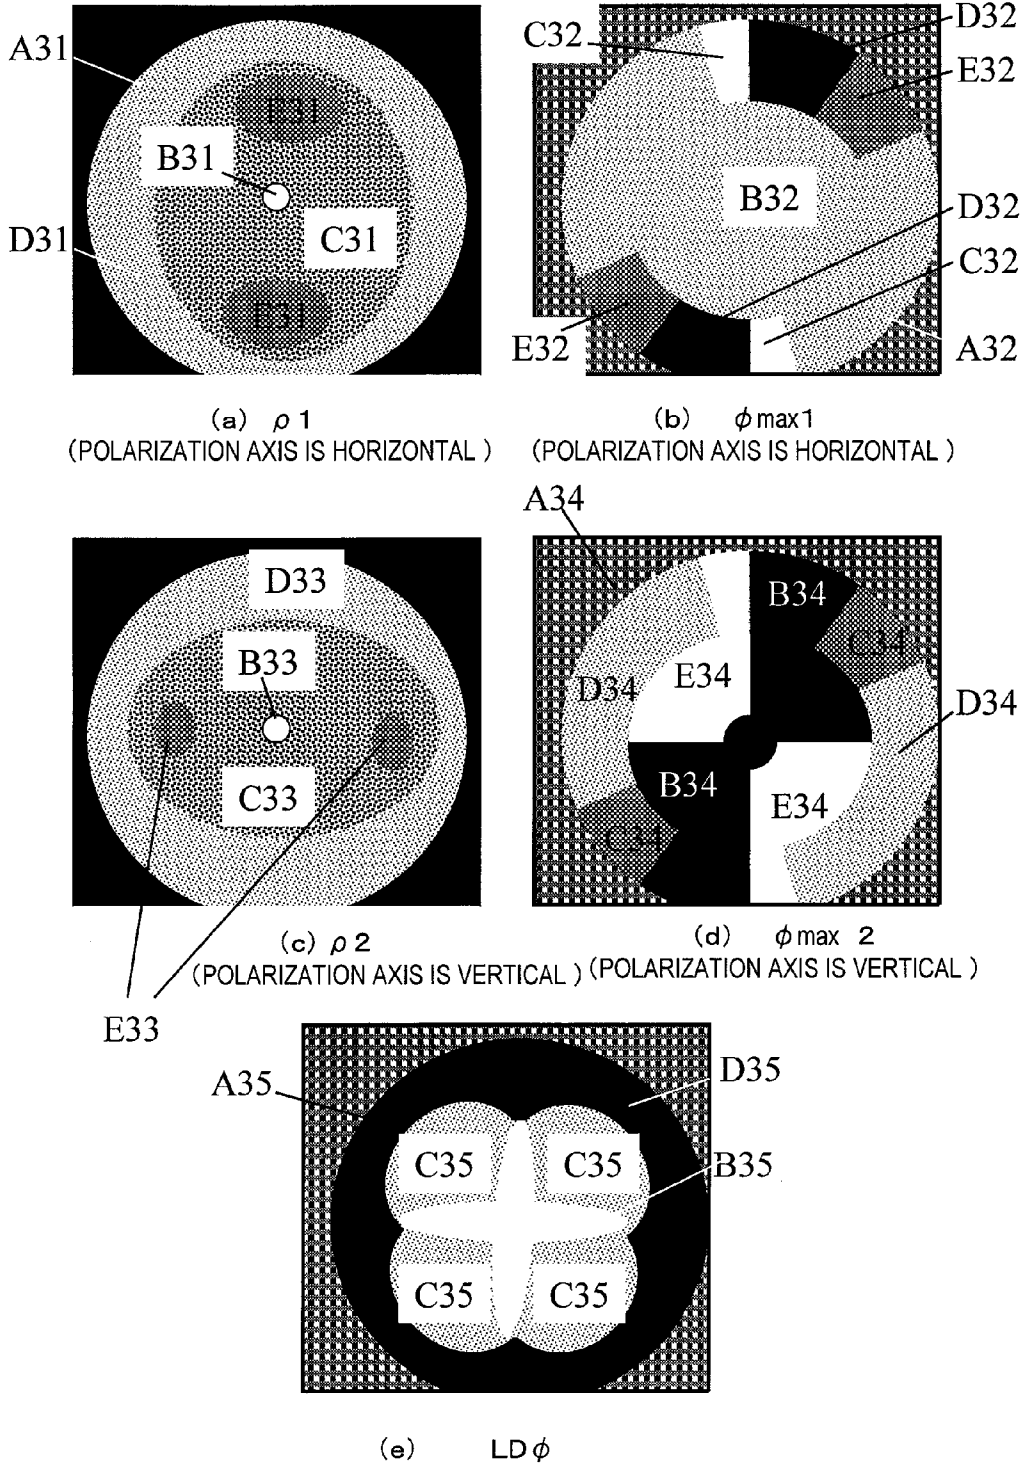 A31
E31
B31
C31
D31
E31
C32
D32
E32
B32
D32
C32
E32
A32
(a) ρ1
(POLARIZATION AXIS IS HORIZONTAL)
(b) φmax1
(POLARIZATION AXIS IS HORIZONTAL)
D33
B33
C33
E33
A34
B34
C34
E34
D34
D34
B34
E34
C34
(c) ρ2
(POLARIZATION AXIS IS VERTICAL)
(d) φmax 2
(POLARIZATION AXIS IS VERTICAL)
A35
D35
C35
C35
B35
C35
C35
(e) LDφ